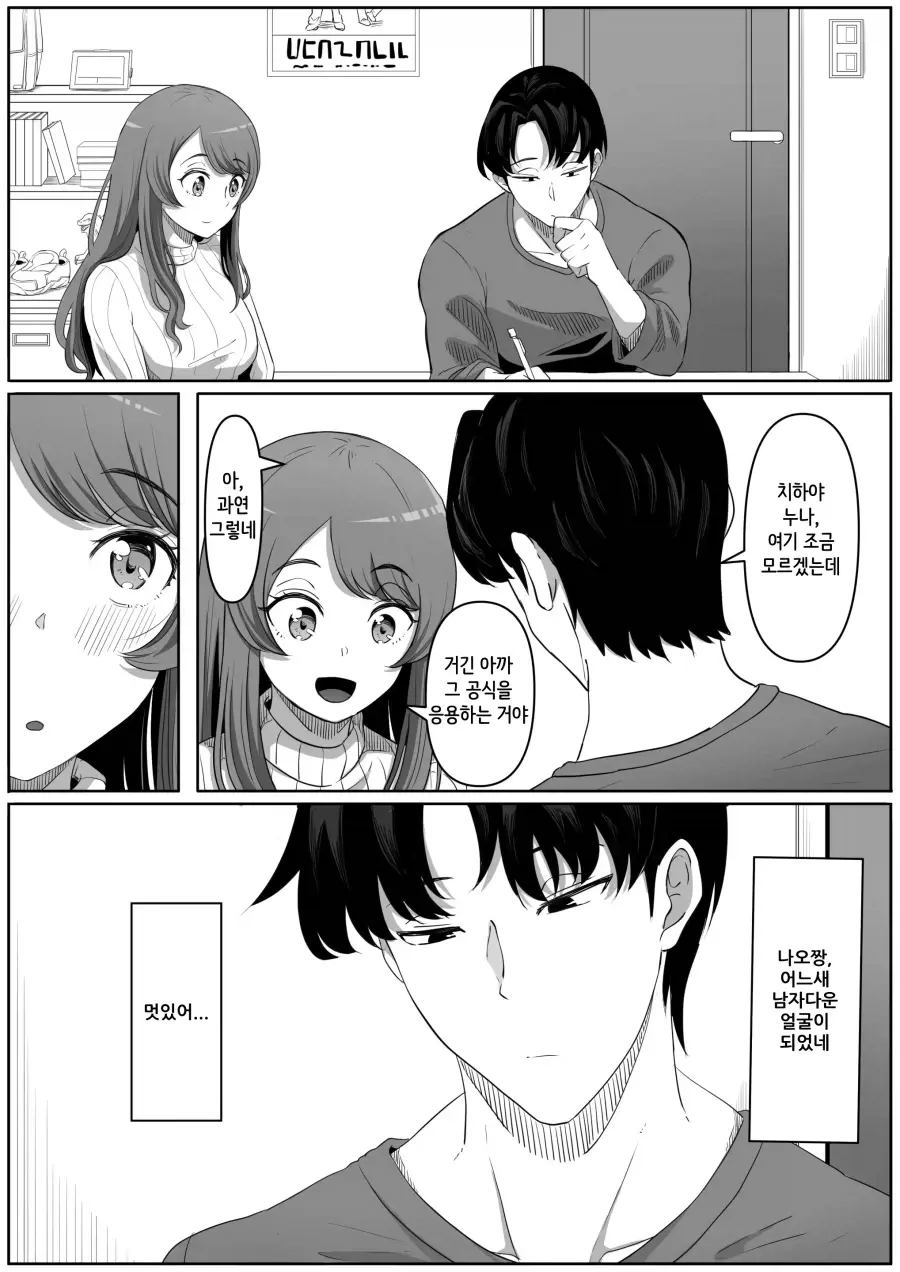 치하야
누나,
여기 조금
모르겠는데
아,
과연
그렇네
거긴 아까
그 공식을
응용하는 거야
나오짱,
어느새
남자다운
얼굴이
되었네
멋있어...